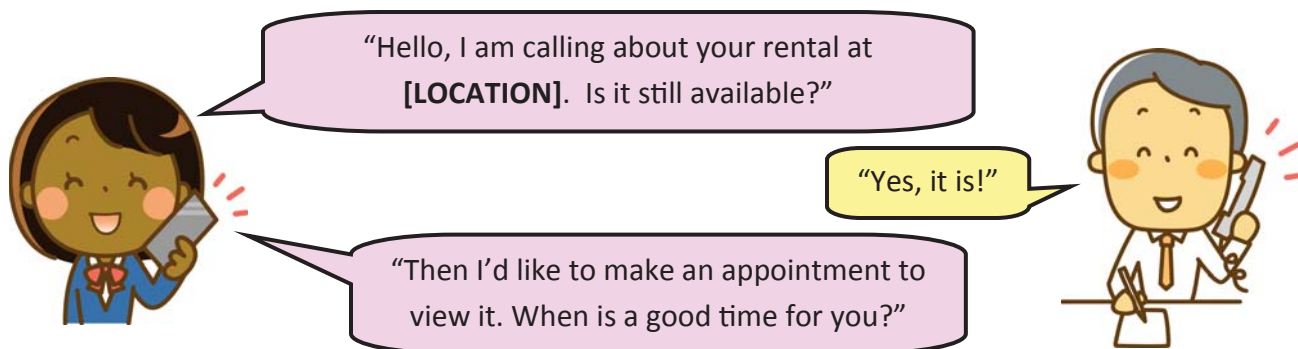 “Hello, I am calling about your rental at
[LOCATION].  Is it still available?”
“Yes, it is!”
“Then I’d like to make an appointment to
view it. When is a good time for you?”